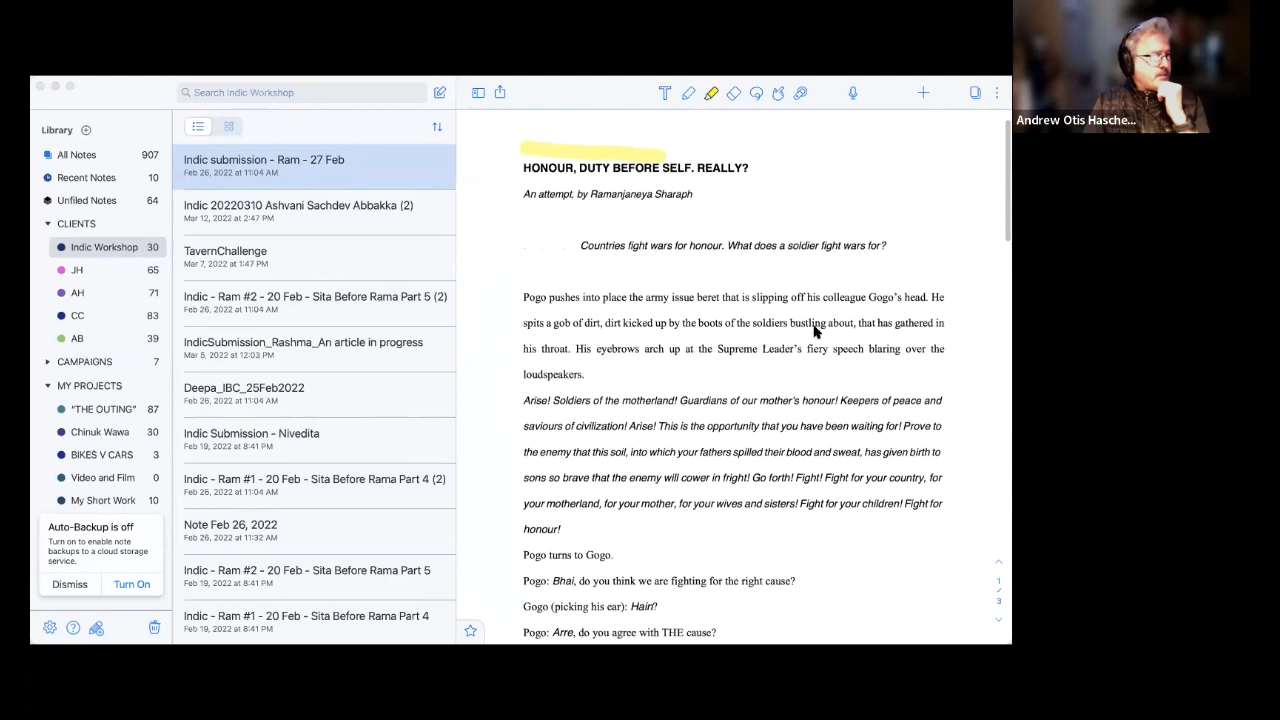 Andrew Otis Hasche...
Search Indic Workshop
Library
All Notes 907
Recent Notes 10
Unfiled Notes 64
CLIENTS
Indic Workshop 30
JH 65
AH 71
CC 83
AB 39
CAMPAIGNS 7
MY PROJECTS
"THE OUTING" 87
Chinuk Wawa 30
BIKES V CARS 3
Video and Film 0
My Short Work 10
Auto-Backup is off
Turn on to enable note
backups to a cloud storage
service.
Dismiss Turn On
Indic submission - Ram - 27 Feb
Feb 26, 2022 at 11:04 AM
Indic 20220310 Ashvani Sachdev Abbakka (2)
Mar 12, 2022 at 2:47 PM
TavernChallenge
Mar 7, 2022 at 1:47 PM
Indic - Ram #2 - 20 Feb - Sita Before Rama Part 5 (2)
Feb 26, 2022 at 11:04 AM
IndicSubmission_Rashma_An article in progress
Mar 5, 2022 at 12:03 PM
Deepa_IBC_25Feb2022
Feb 26, 2022 at 11:04 AM
Indic Submission - Nivedita
Feb 19, 2022 at 8:41 PM
Indic - Ram #1 - 20 Feb - Sita Before Rama Part 4 (2)
Feb 26, 2022 at 11:04 AM
Note Feb 26, 2022
Feb 26, 2022 at 11:32 AM
Indic - Ram #2 - 20 Feb - Sita Before Rama Part 5
Feb 19, 2022 at 8:41 PM
Indic - Ram #1 - 20 Feb - Sita Before Rama Part 4
Feb 19, 2022 at 8:41 PM
HONOUR, DUTY BEFORE SELF. REALLY?
An attempt, by Ramanjaneya Sharaph
Countries fight wars for honour. What does a soldier fight wars for?
Pogo pushes into place the army issue beret that is slipping off his colleague Gogo's head. He
spits a gob of dirt, dirt kicked up by the boots of the soldiers bustling about, that has gathered in
his throat. His eyebrows arch up at the Supreme Leader's fiery speech blaring over the
loudspeakers.
Arise! Soldiers of the motherland! Guardians of our mother's honour! Keepers of peace and
saviours of civilization! Arise! This is the opportunity that you have been waiting for! Prove to
the enemy that this soil, into which your fathers spilled their blood and sweat, has given birth to
sons so brave that the enemy will cower in fright! Go forth! Fight! Fight for your country, for
your motherland, for your mother, for your wives and sisters! Fight for your children! Fight for
honour!
Pogo turns to Gogo.
Pogo: Bhai, do you think we are fighting for the right cause?
Gogo (picking his ear): Hain?
Pogo: Arre, do you agree with THE cause?
1
/
3